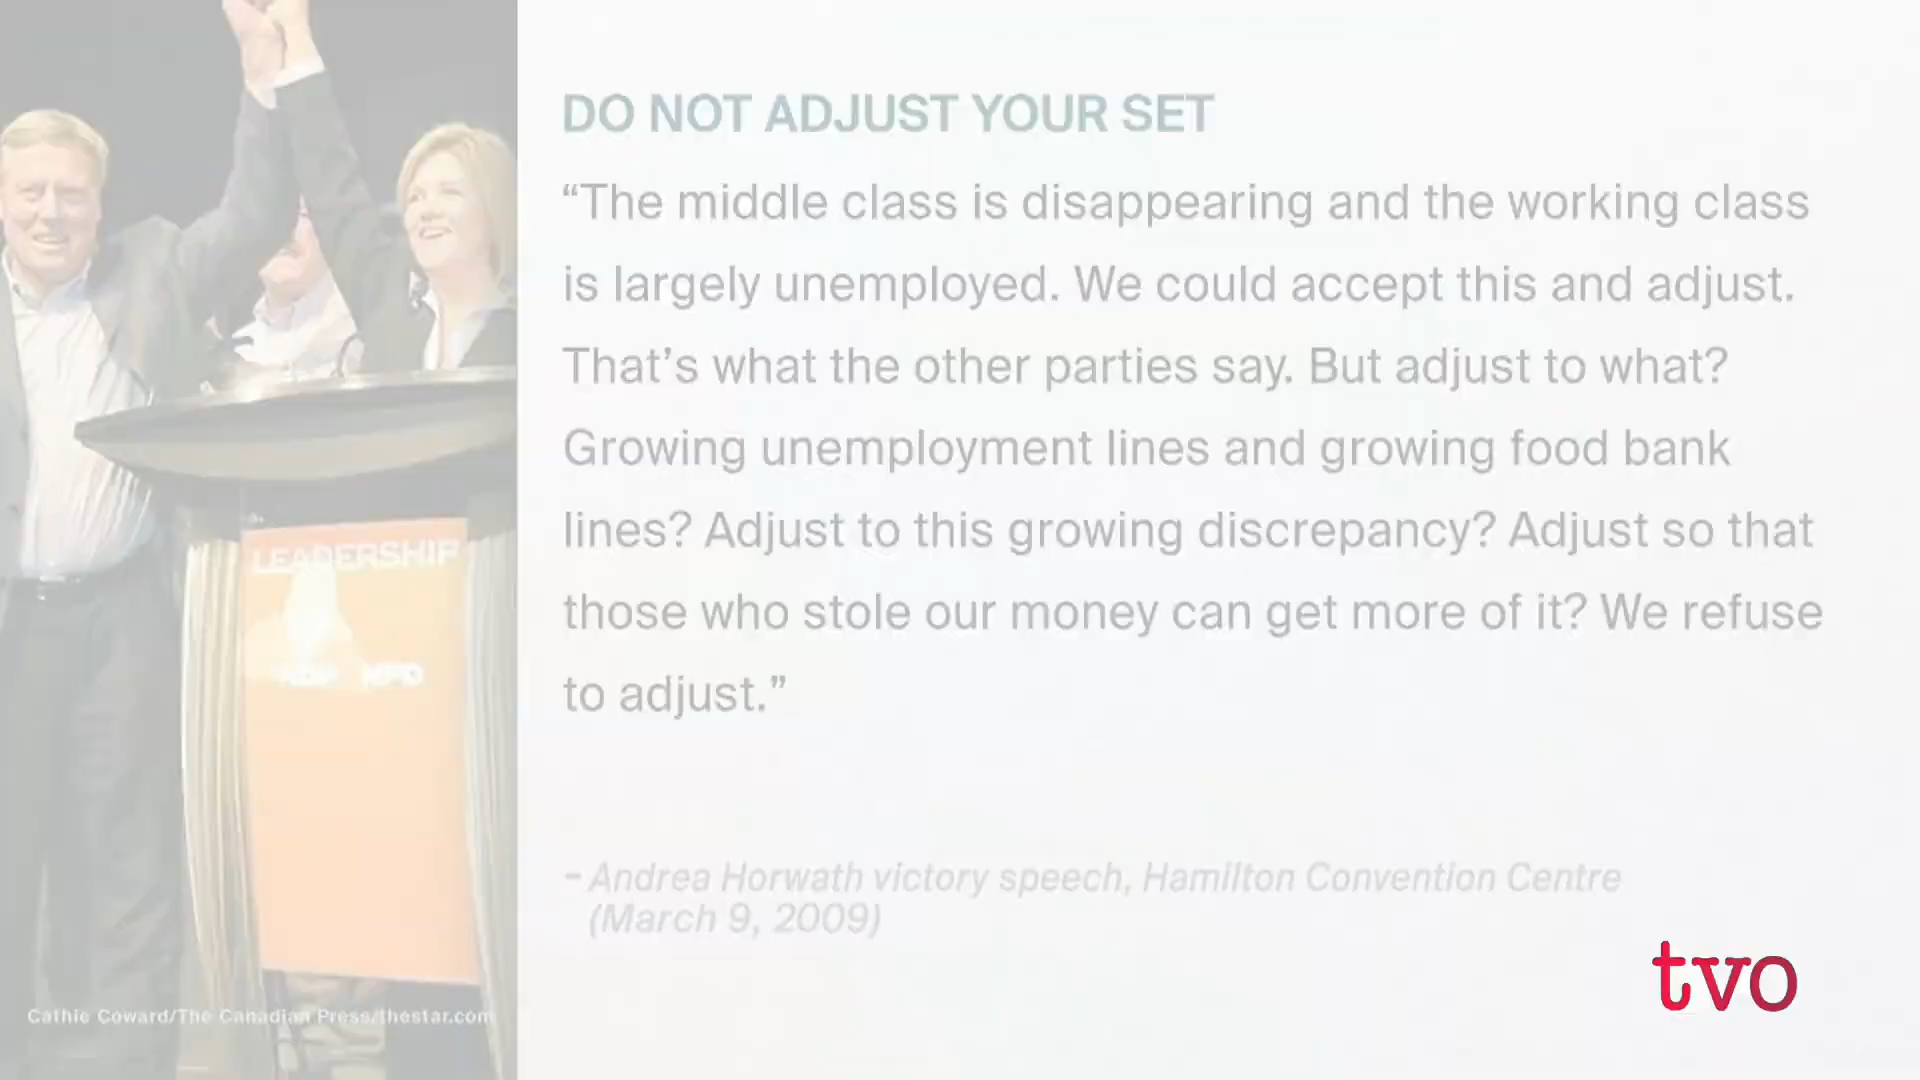 DO NOT ADJUST YOUR SET
“The middle class is disappearing and the working class
is largely unemployed. We could accept this and adjust.
That’s what the other parties say. But adjust to what?
Growing unemployment lines and growing food bank
lines? Adjust to this growing discrepancy? Adjust so that
those who stole our money can get more of it? We refuse
to adjust.”
– Andrea Horwath victory speech, Hamilton Convention Centre
(March 9, 2009)
LEADERSHIP
NPD
Cathie Coward/The Canadian Press/thestar.com
tvo